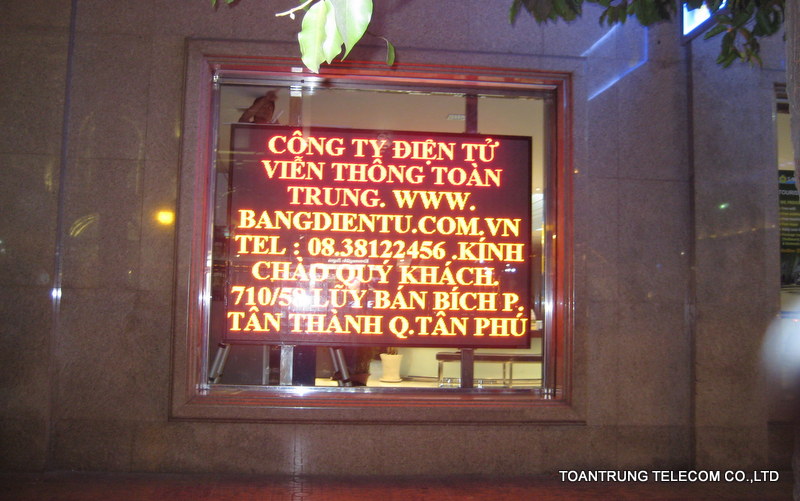 CÔNG TY ĐIỆN TỬ
VIỄN THÔNG TOÀN
TRUNG. WWW.
BANGDIENTU.COM.VN
TEL : 08.38122456 .KÍNH
CHÀO QUÝ KHÁCH.
LŨY BÁN BÍCH P.
TÂN THÀNH Q.TÂN PHÚ
TOANTRUNG TELECOM CO.,LTD